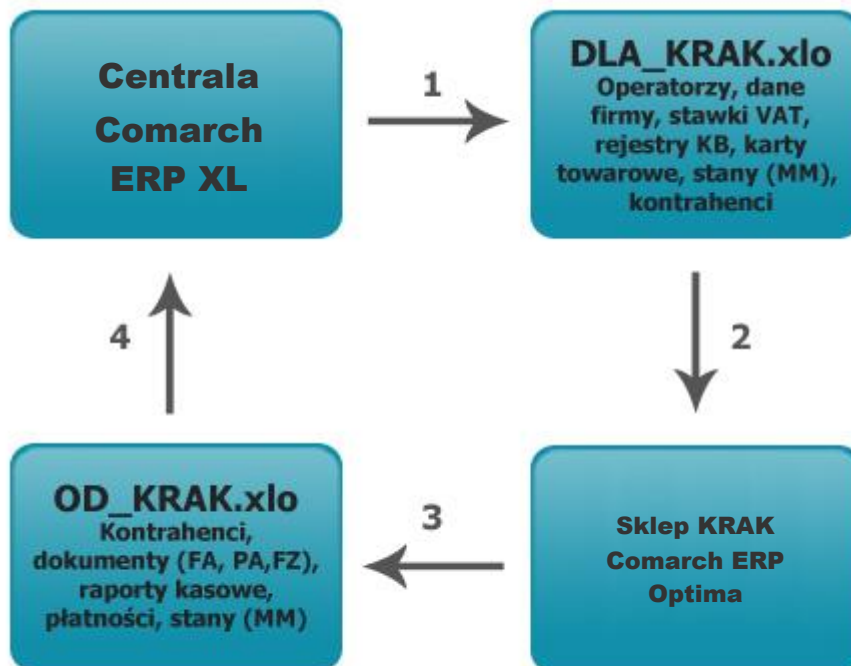 Centrala
Comarch
ERP XL
1
DLA_KRAK.xlo
Operatorzy, dane
firmy, stawki VAT,
rejestry KB, karty
towarowe, stany (MM),
kontrahenci
2
Sklep KRAK
Comarch ERP
Optima
3
OD_KRAK.xlo
Kontrahenci,
dokumenty (FA, PA,FZ),
raporty kasowe,
płatności, stany (MM)
4